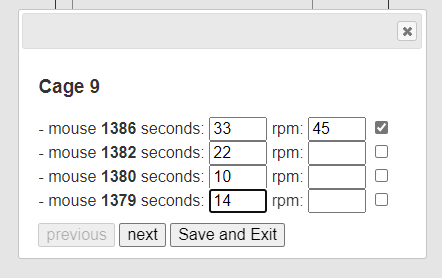 Cage 9
- mouse 1386 seconds: 33 rpm: 45
- mouse 1382 seconds: 22 rpm:
- mouse 1380 seconds: 10 rpm:
- mouse 1379 seconds: 14 rpm:
previous next Save and Exit